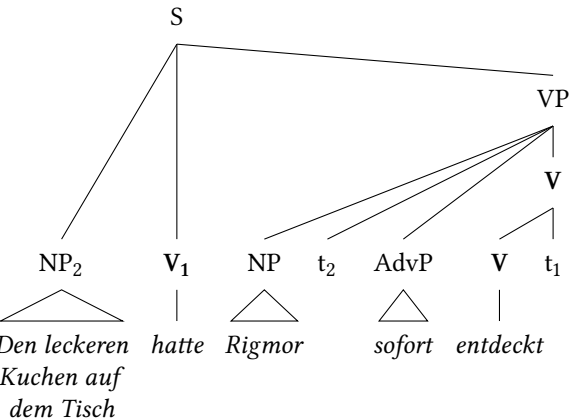 S
VP
V
NP₂ V₁ NP t₂ AdvP V t₁
Den leckeren hatte Rigmor sofort entdeckt
Kuchen auf
dem Tisch